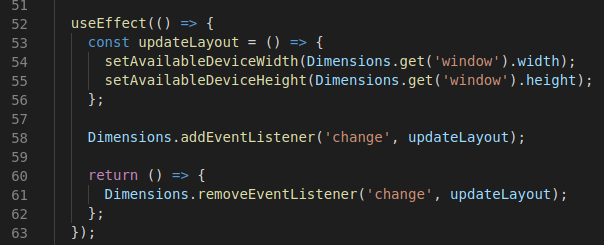 51
52 useEffect(() => {
53 const updateLayout = () => {
54 setAvailableDeviceWidth(Dimensions.get('window').width);
55 setAvailableDeviceHeight(Dimensions.get('window').height);
56 };
57
58 Dimensions.addEventListener('change', updateLayout);
59
60 return () => {
61 Dimensions.removeEventListener('change', updateLayout);
62 };
63 });